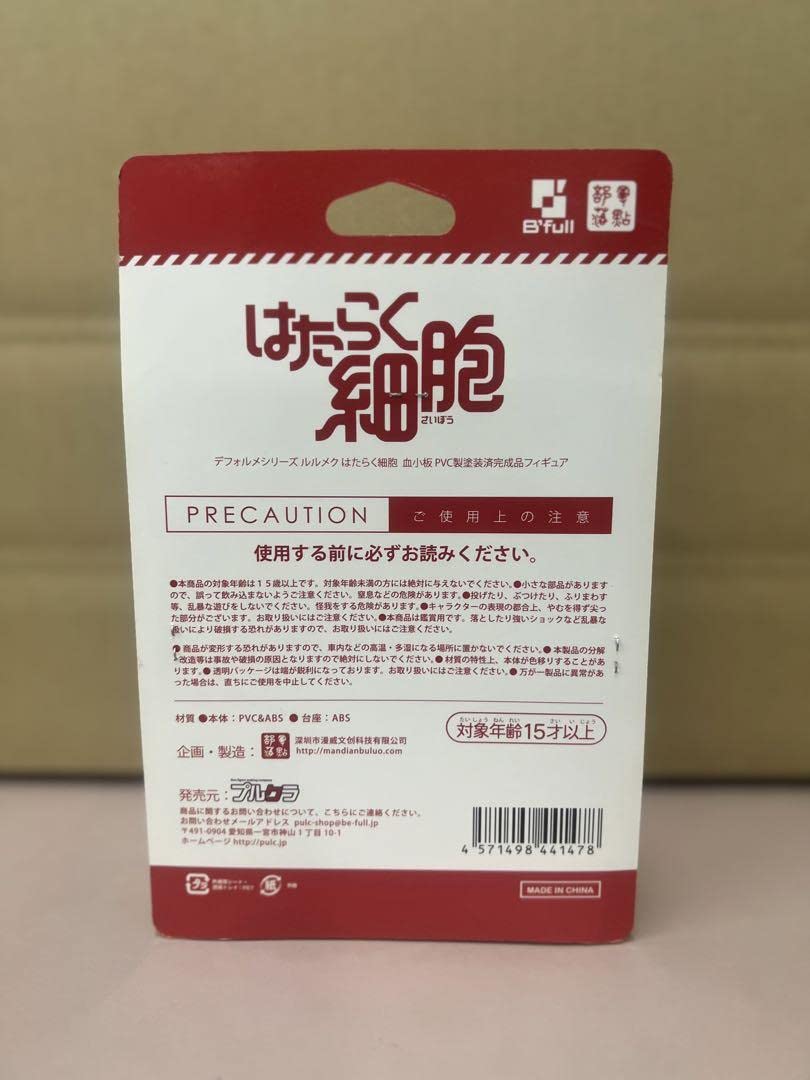 B'full
部筆
落點
はたらく
細胞
さいぼう
デフォルメシリーズ ルルメク はたらく細胞 血小板 PVC製塗装済完成品フィギュア
PRECAUTION ご使用上の注意
使用する前に必ずお読みください。
●本商品の対象年齢は15歳以上です。対象年齢未満の方には絶対に与えないでください。●小さな部品があります
ので、誤って飲み込まないようご注意ください。窒息などの危険があります。●投げたり、ぶつけたり、ふりまわす
等、乱暴な遊びをしないでください。怪我をする危険があります。●キャラクターの表現の都合上、やむを得ず尖っ
た部分がございます。お取り扱いにはご注意ください。●本商品は鑑賞用です。落としたり強いショックなど乱暴な
扱いにより破損する恐れがありますので、お取り扱いにはご注意ください。
●商品が変形する恐れがありますので、車内などの高温・多湿になる場所に置かないでください。●本製品の分解
・改造等は事故や破損の原因となりますので絶対にしないでください。●材質の特性上、本体が色移りすることがあ
ります。●透明パッケージは端が鋭利になっております。お取り扱いにはご注意ください。●万が一製品に異常があ
った場合は、直ちにご使用を中止してください。
材質 ●本体：PVC&ABS ●台座：ABS
たいしょう ねんれい さい いじょう
対象年齢15才以上
企画・製造： 深圳市漫威文创科技有限公司
http://mandianbuluo.com
発売元： プルクラ
商品に関するお問い合わせについて、こちらにご連絡ください。
お問い合わせメールアドレス pulc-shop@be-full.jp
〒491-0904 愛知県一宮市神山1丁目10-1
ホームページ http://pulc.jp
4 571498 441478
プラ
紙
MADE IN CHINA